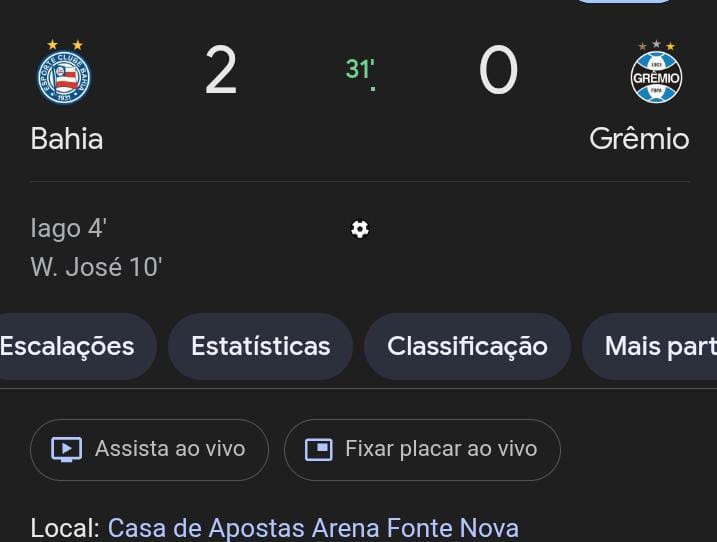 ESPORTE CLUBE BAHIA
1931
2
31'
0
1903
GRÊMIO
FBPA
Bahia
Grêmio
Iago 4'
W. José 10'
Escalações
Estatísticas
Classificação
Mais part
Assista ao vivo
Fixar placar ao vivo
Local: Casa de Apostas Arena Fonte Nova